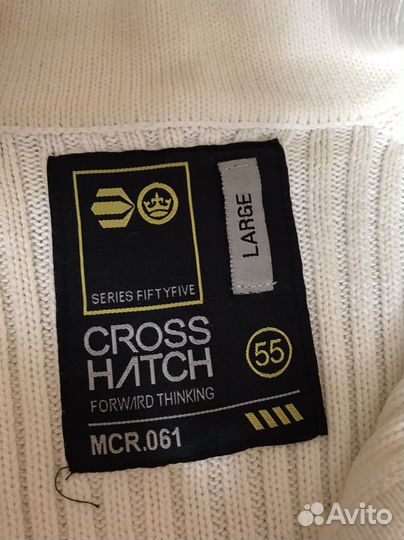 LARGE
SERIES FIFTYFIVE
CROSS
HATCH
55
FORWARD THINKING
MCR.061
Avito